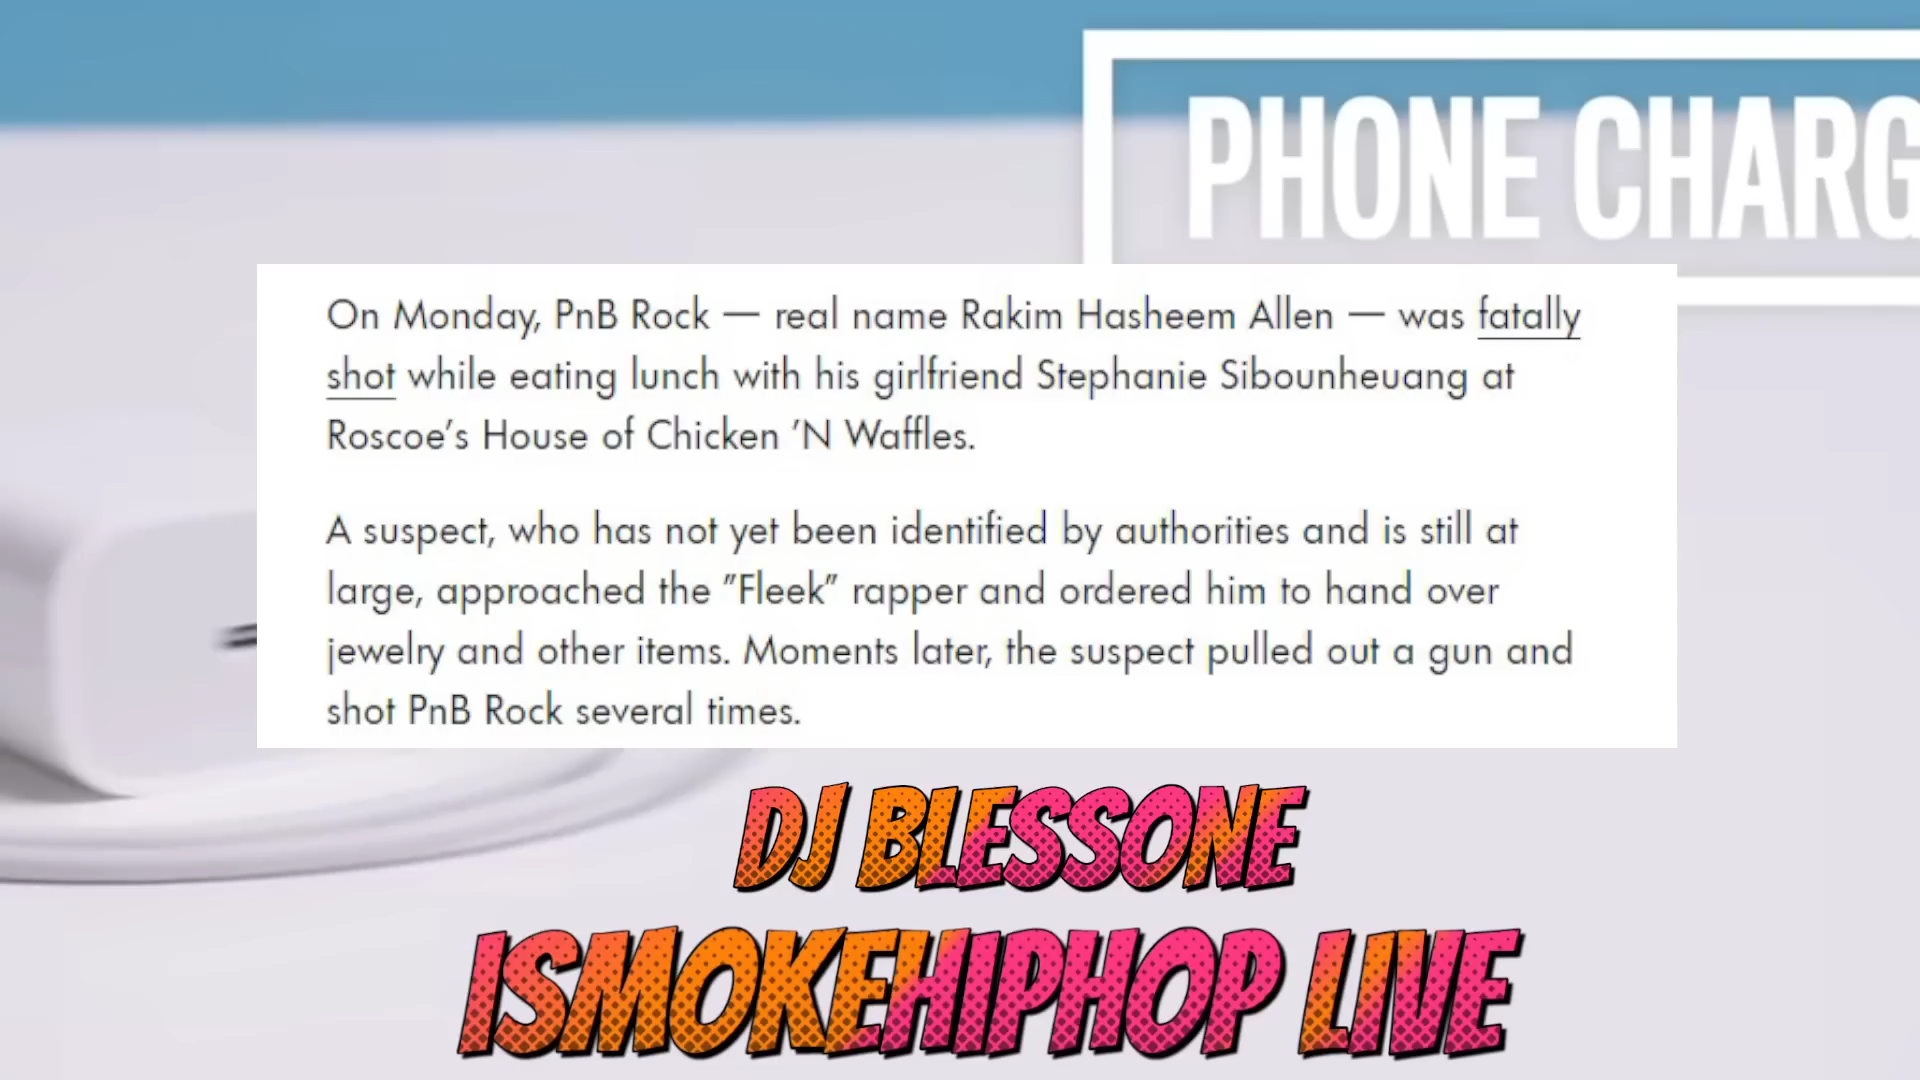 PHONE CHARG
On Monday, PnB Rock — real name Rakim Hasheem Allen — was fatally
shot while eating lunch with his girlfriend Stephanie Sibounheuang at
Roscoe’s House of Chicken ’N Waffles.
A suspect, who has not yet been identified by authorities and is still at
large, approached the ”Fleek” rapper and ordered him to hand over
jewelry and other items. Moments later, the suspect pulled out a gun and
shot PnB Rock several times.
DJ BLESSONE
ISMOKEHIPHOP LIVE